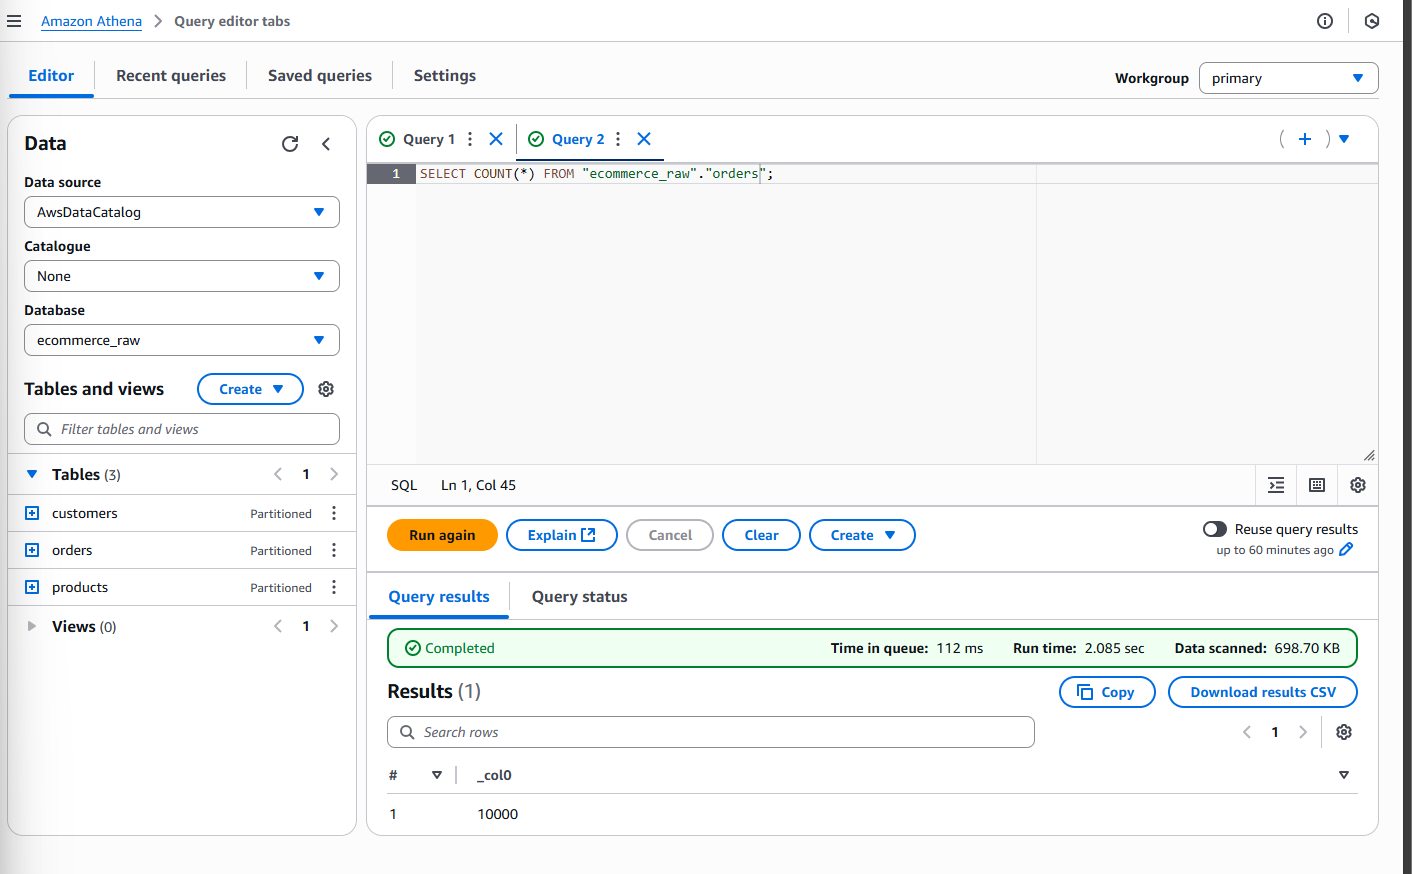 Amazon Athena > Query editor tabs
Editor Recent queries Saved queries Settings
Workgroup primary
Data
Data source
AwsDataCatalog
Catalogue
None
Database
ecommerce_raw
Tables and views Create
Filter tables and views
Tables (3) < 1 >
customers Partitioned
orders Partitioned
products Partitioned
Views (0) < 1 >
Query 1 Query 2
1 SELECT COUNT(*) FROM "ecommerce_raw"."orders";
SQL Ln 1, Col 45
Run again Explain Cancel Clear Create
Reuse query results
up to 60 minutes ago
Query results Query status
Completed Time in queue: 112 ms Run time: 2.085 sec Data scanned: 698.70 KB
Results (1) Copy Download results CSV
Search rows < 1 >
# _col0
1 10000